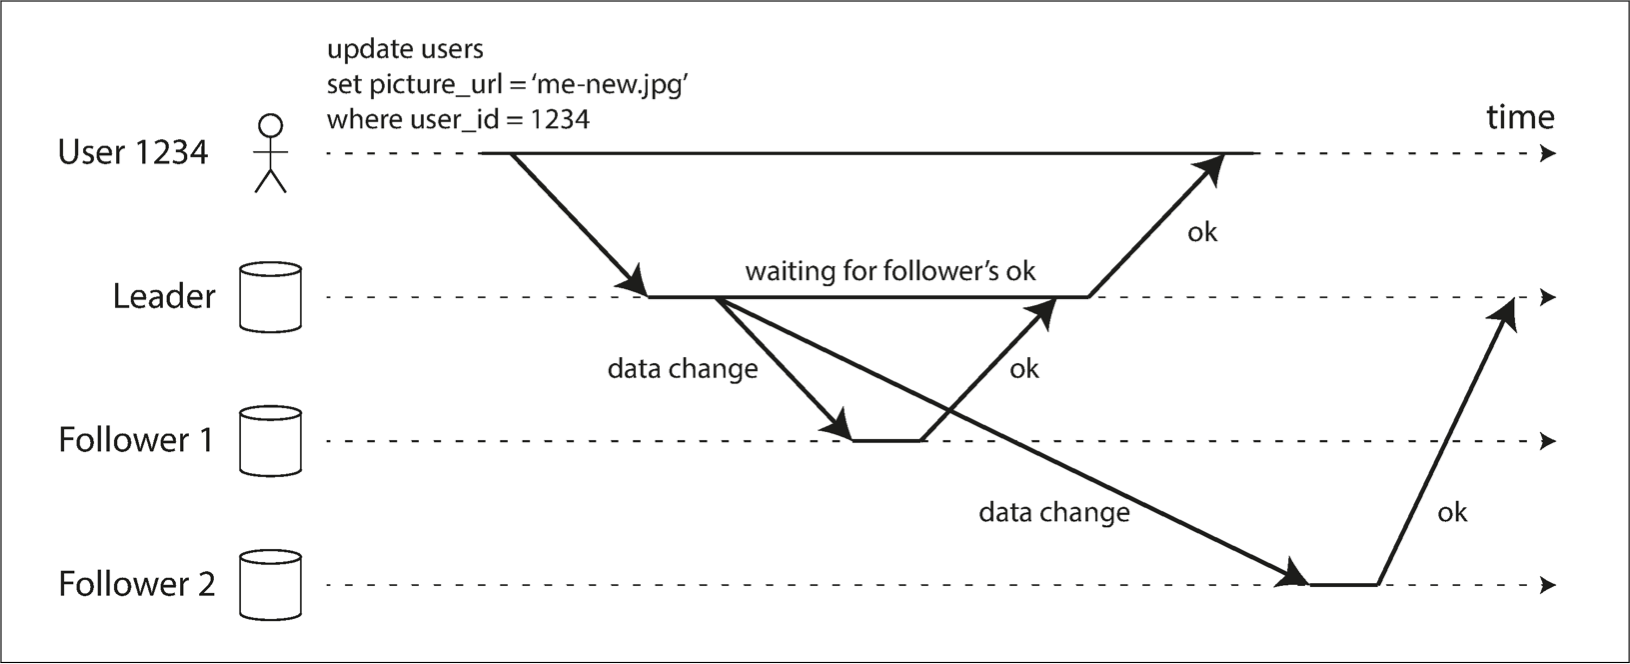 update users
set picture_url = ‘me-new.jpg’
where user_id = 1234
time
User 1234
ok
waiting for follower’s ok
Leader
data change
ok
Follower 1
data change
ok
Follower 2